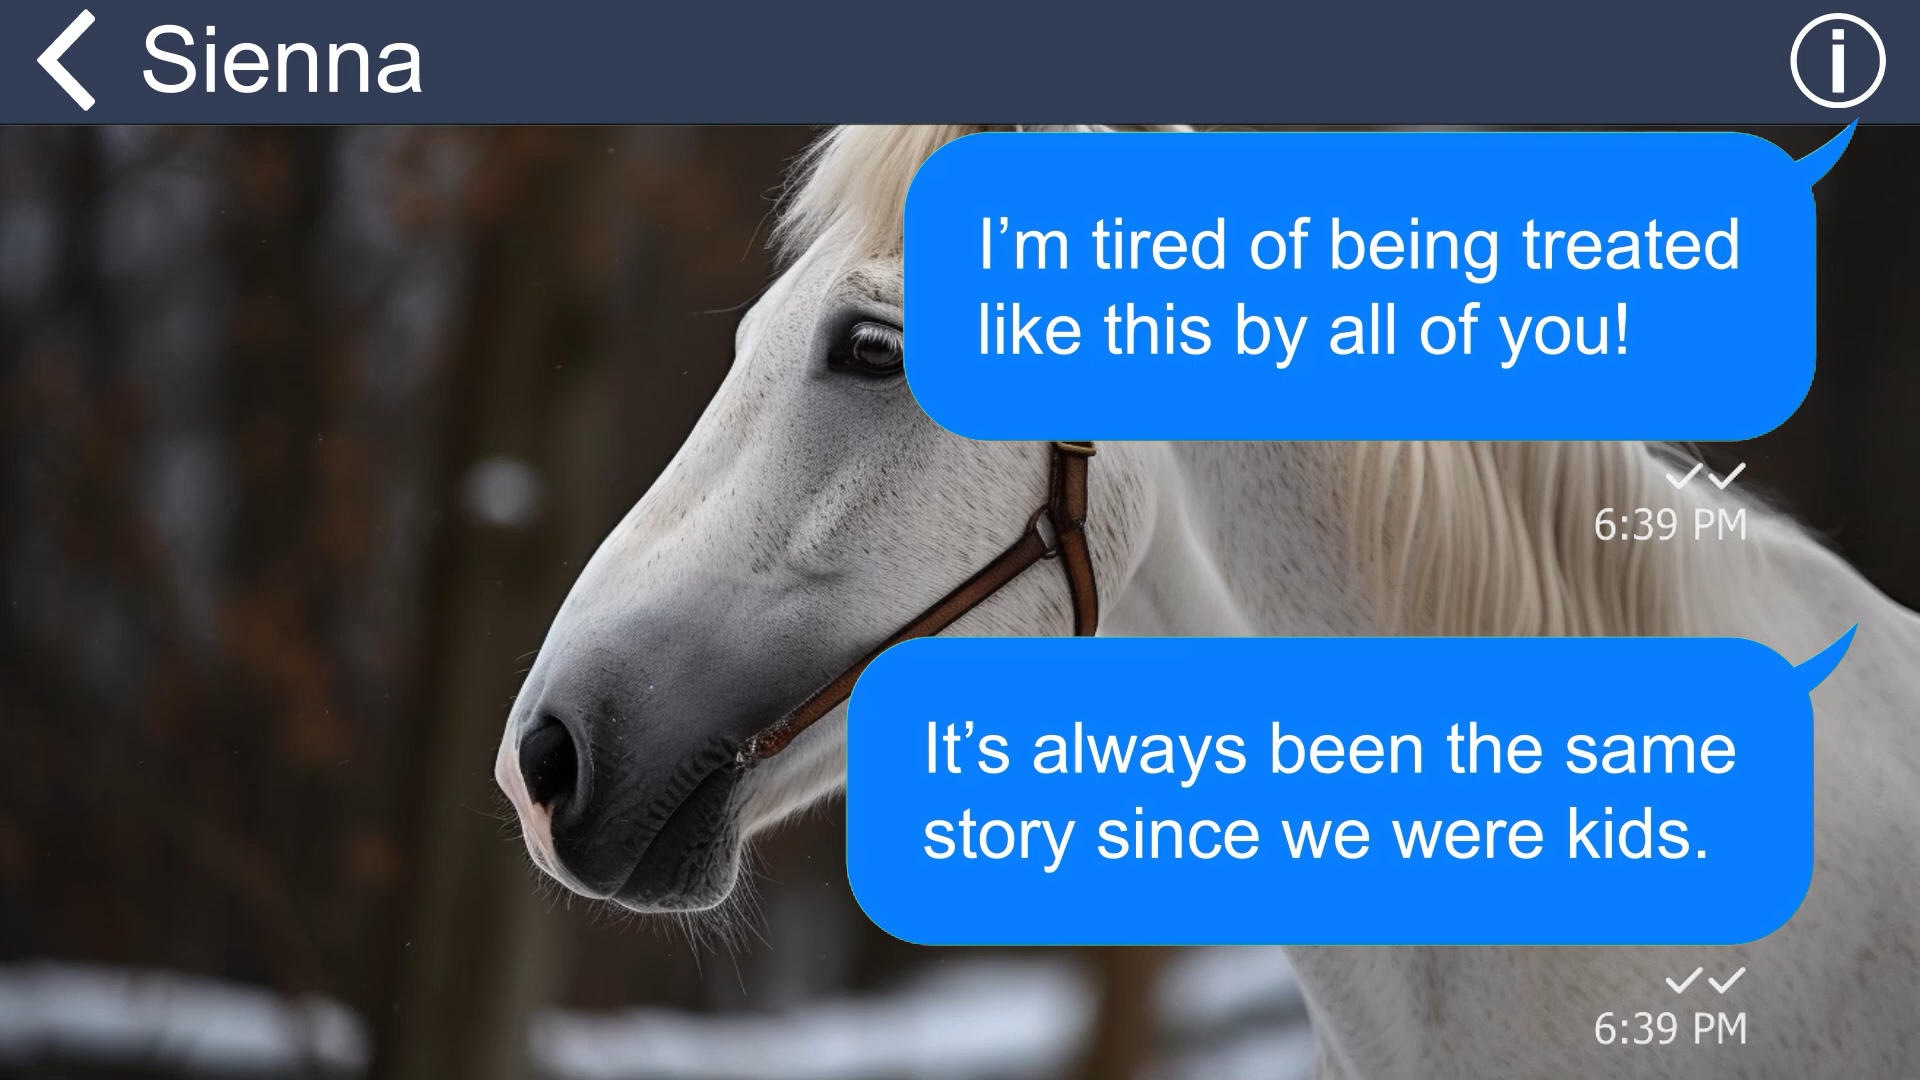 Sienna
I’m tired of being treated
like this by all of you!
6:39 PM
It’s always been the same
story since we were kids.
6:39 PM